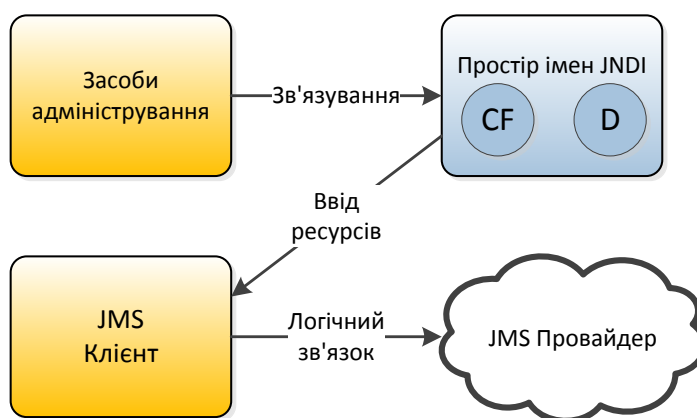 Засоби
адміністрування
Зв'язування
Простір імен JNDI
CF
D
Ввід
ресурсів
JMS
Клієнт
Логічний
зв'язок
JMS Провайдер